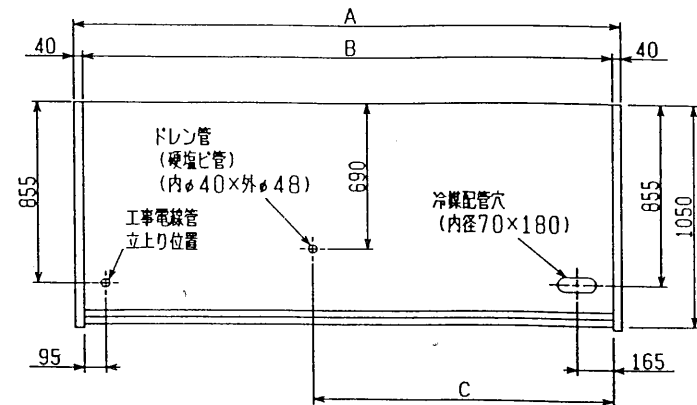 A
40
B
40
ドレン管
(硬塩ビ管)
(内φ40×外φ48)
690
855
工事電線管
立上り位置
冷媒配管穴
(内径70×180)
855
1050
95
165
C